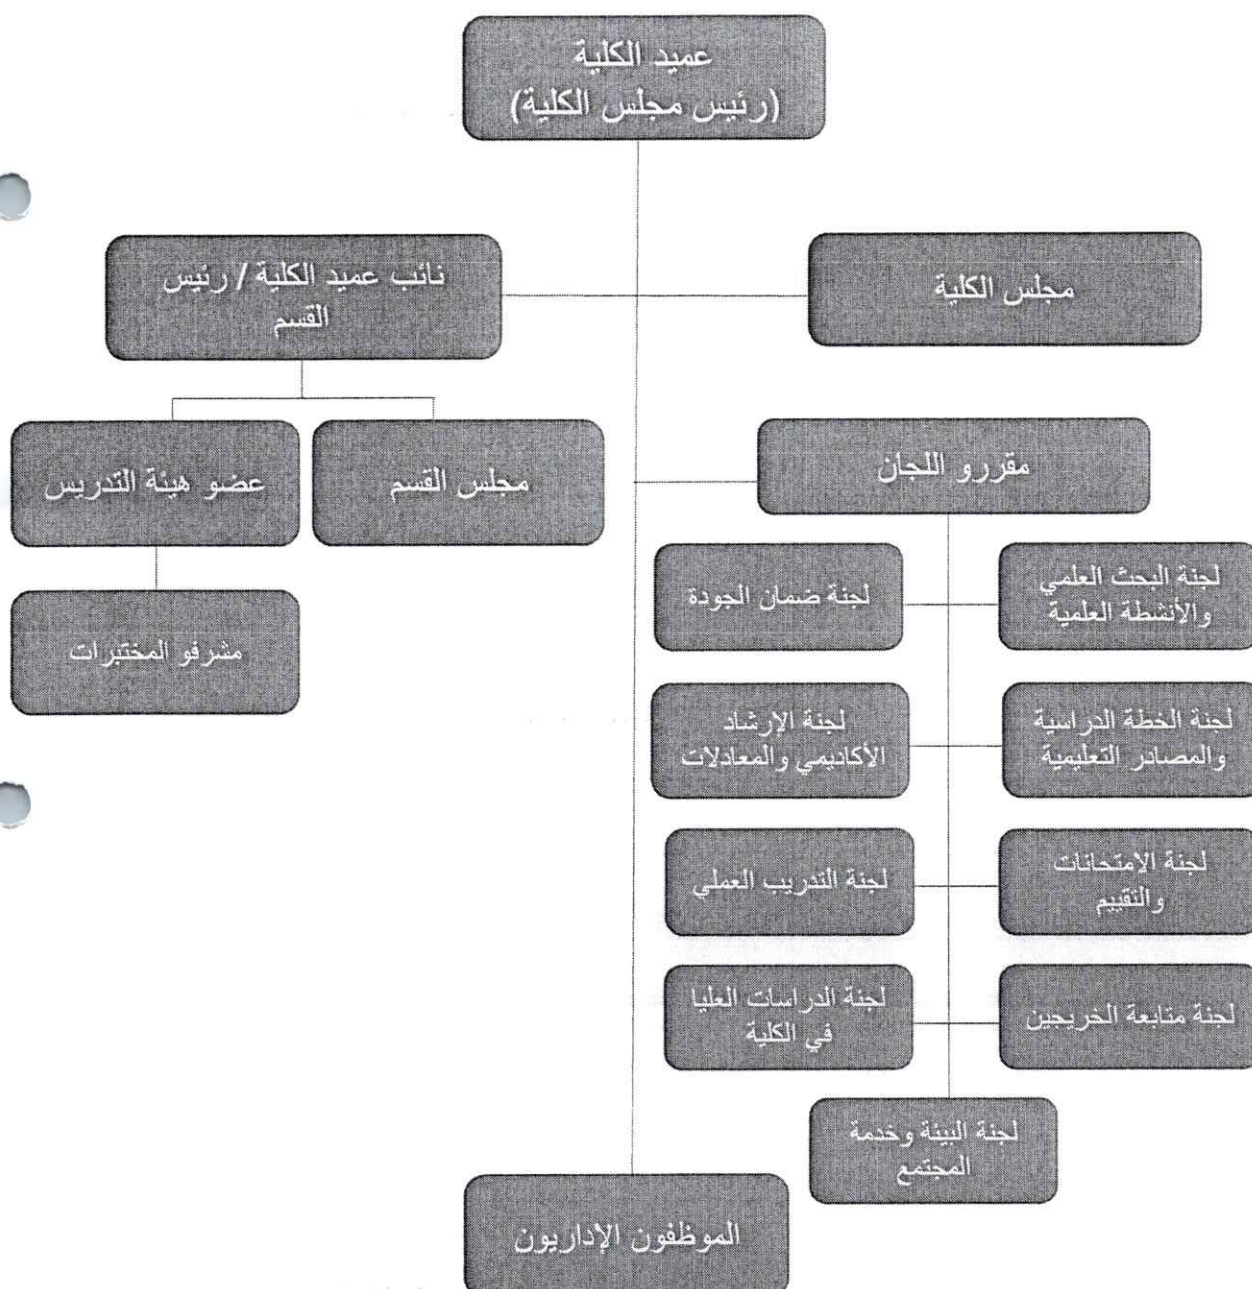 عميد الكلية
(رئيس مجلس الكلية)
مجلس الكلية
نائب عميد الكلية / رئيس
القسم
مقررو اللجان
مجلس القسم
عضو هيئة التدريس
مشرفو المختبرات
لجنة البحث العلمي
والأنشطة العلمية
لجنة ضمان الجودة
لجنة الخطة الدراسية
والمصادر التعليمية
لجنة الإرشاد
الأكاديمي والمعادلات
لجنة الامتحانات
والتقييم
لجنة التدريب العملي
لجنة متابعة الخريجين
لجنة الدراسات العليا
في الكلية
لجنة البيئة وخدمة
المجتمع
الموظفون الإداريون